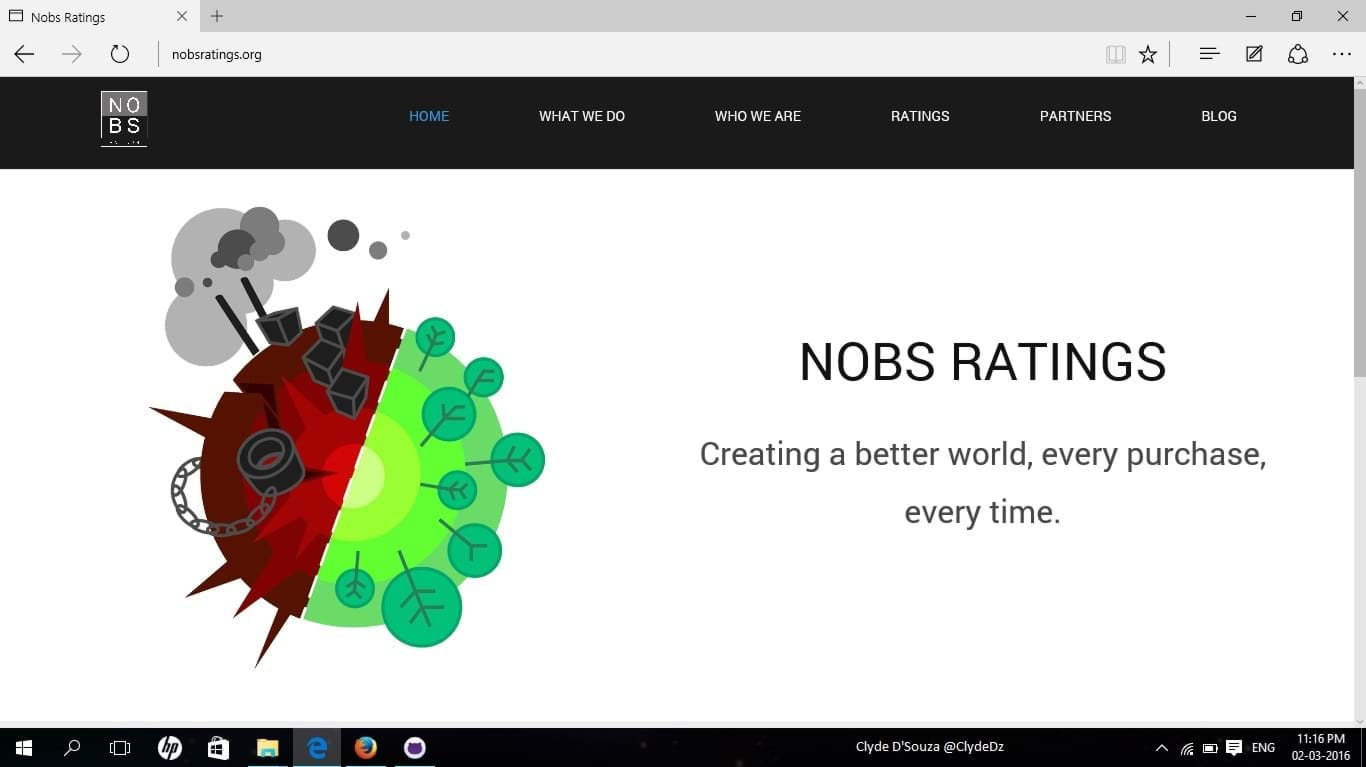 Nobs Ratings
nobsratings.org
NO
BS
HOME
WHAT WE DO
WHO WE ARE
RATINGS
PARTNERS
BLOG
NOBS RATINGS
Creating a better world, every purchase,
every time.
hp
Clyde D'Souza @ClydeDz
ENG
11:16 PM
02-03-2016